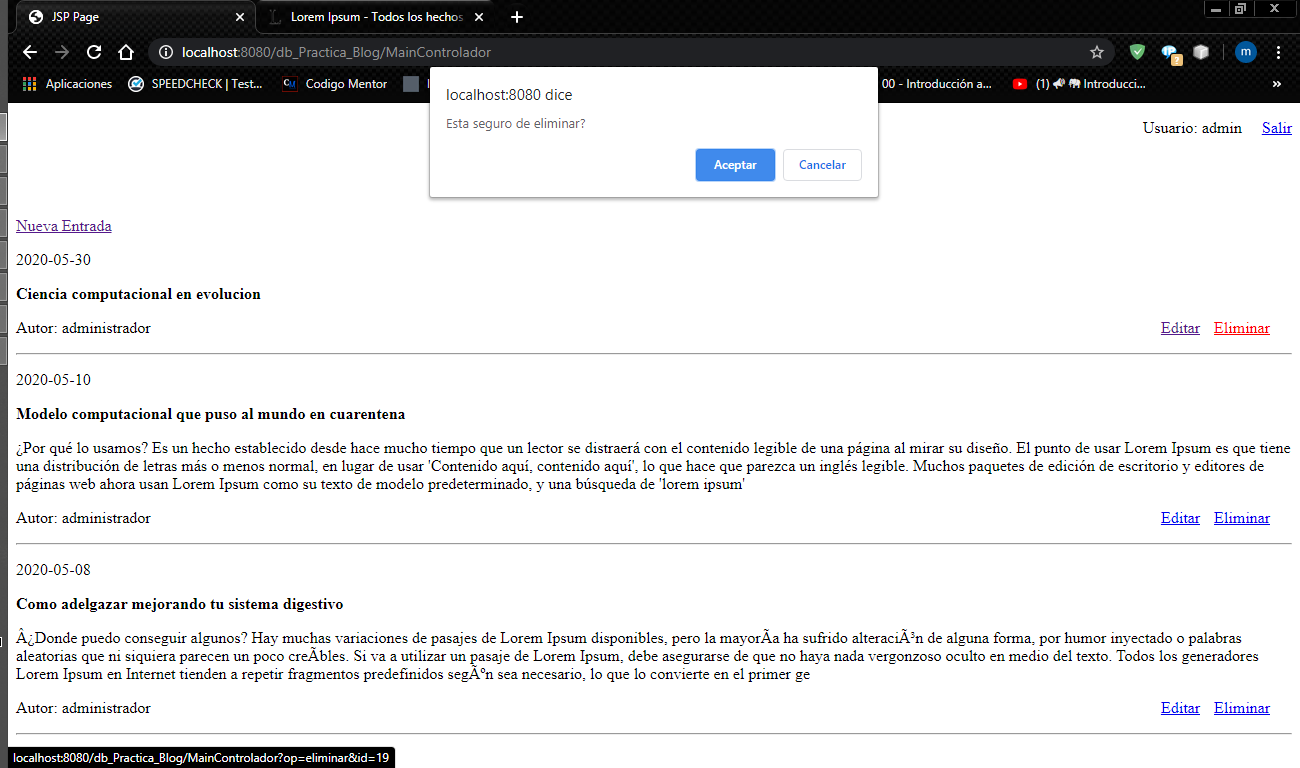 JSP Page
Lorem Ipsum - Todos los hechos
localhost:8080/db_Practica_Blog/MainControlador
m
?
Aplicaciones
SPEEDCHECK | Test...
CM
Codigo Mentor
00 - Introducción a...
(1) 📣 🐘 Introducci...
»
localhost:8080 dice
Esta seguro de eliminar?
Aceptar
Cancelar
Usuario: admin
Salir
Nueva Entrada
2020-05-30
Ciencia computacional en evolucion
Autor: administrador
Editar
Eliminar
2020-05-10
Modelo computacional que puso al mundo en cuarentena
¿Por qué lo usamos? Es un hecho establecido desde hace mucho tiempo que un lector se distraerá con el contenido legible de una página al mirar su diseño. El punto de usar Lorem Ipsum es que tiene
una distribución de letras más o menos normal, en lugar de usar 'Contenido aquí, contenido aquí', lo que hace que parezca un inglés legible. Muchos paquetes de edición de escritorio y editores de
páginas web ahora usan Lorem Ipsum como su texto de modelo predeterminado, y una búsqueda de 'lorem ipsum'
Autor: administrador
Editar
Eliminar
2020-05-08
Como adelgazar mejorando tu sistema digestivo
Â¿Donde puedo conseguir algunos? Hay muchas variaciones de pasajes de Lorem Ipsum disponibles, pero la mayorÃa ha sufrido alteraciÃ³n de alguna forma, por humor inyectado o palabras
aleatorias que ni siquiera parecen un poco creÃbles. Si va a utilizar un pasaje de Lorem Ipsum, debe asegurarse de que no haya nada vergonzoso oculto en medio del texto. Todos los generadores
Lorem Ipsum en Internet tienden a repetir fragmentos predefinidos segÃºn sea necesario, lo que lo convierte en el primer ge
Autor: administrador
Editar
Eliminar
localhost:8080/db_Practica_Blog/MainControlador?op=eliminar&id=19